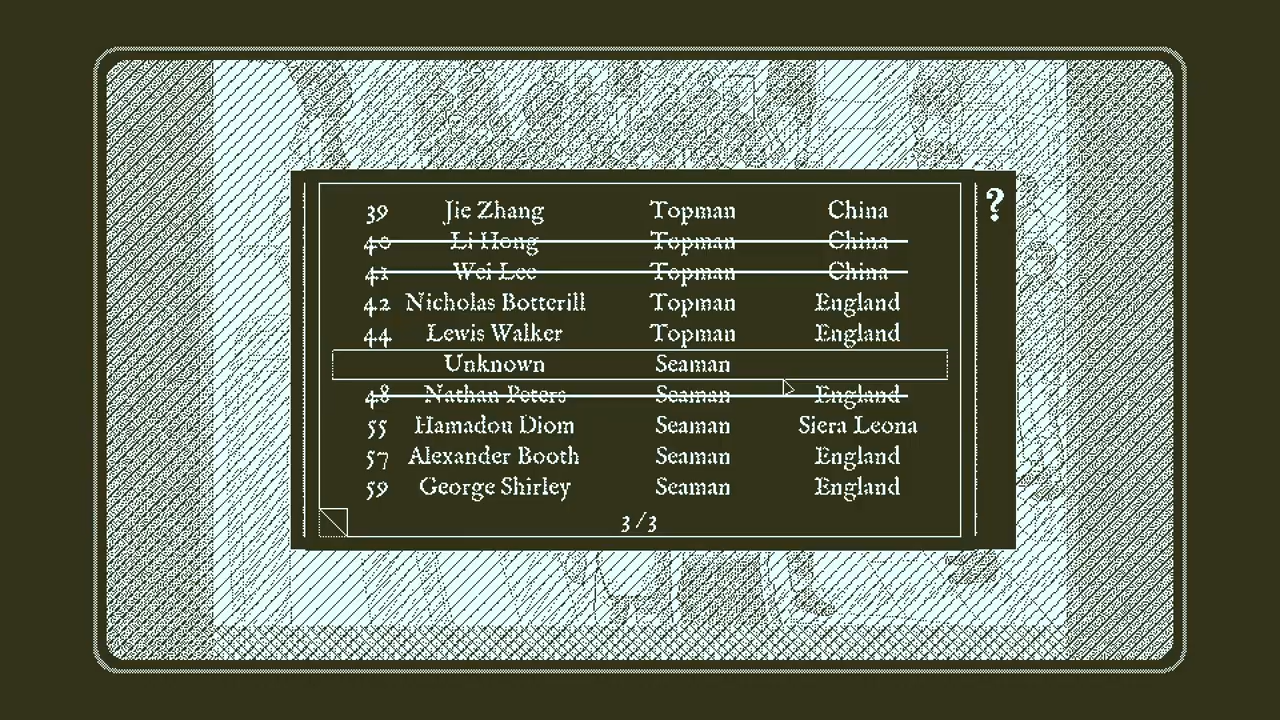 ?
39 Jie Zhang Topman China
40 Li Hong Topman China
41 Wei Lee Topman China
42 Nicholas Botterill Topman England
44 Lewis Walker Topman England
Unknown Seaman
48 Nathan Peters Seaman England
55 Hamadou Diom Seaman Siera Leona
57 Alexander Booth Seaman England
59 George Shirley Seaman England
3/3